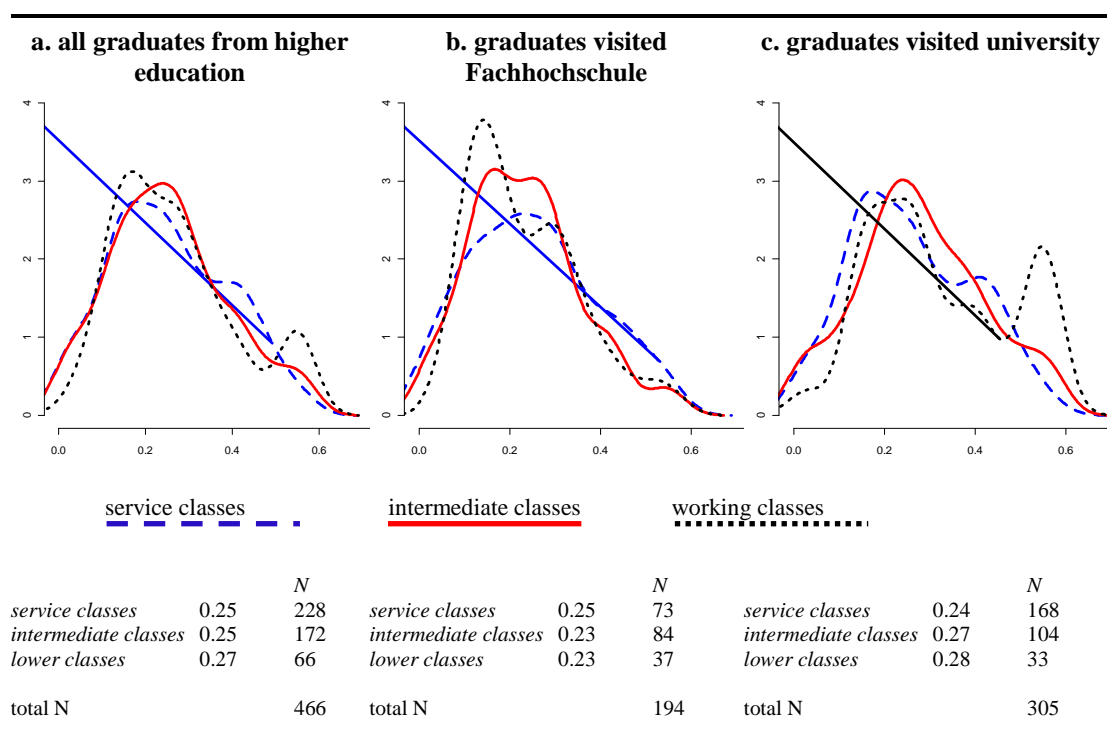 a. all graduates from higher
education
b. graduates visited
Fachhochschule
c. graduates visited university
4
3
2
1
0
0.0 0.2 0.4 0.6
4
3
2
1
0
0.0 0.2 0.4 0.6
4
3
2
1
0
0.0 0.2 0.4 0.6
service classes intermediate classes working classes
N N N
service classes 0.25 228 service classes 0.25 73 service classes 0.24 168
intermediate classes 0.25 172 intermediate classes 0.23 84 intermediate classes 0.27 104
lower classes 0.27 66 lower classes 0.23 37 lower classes 0.28 33
total N 466 total N 194 total N 305